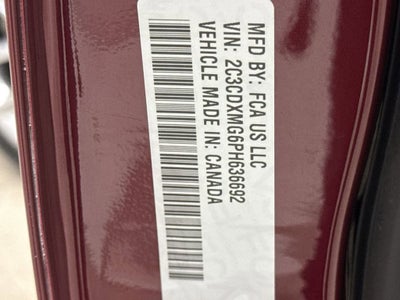 MFD BY: FCA US LLC
VIN: 2C3CDXMG6PH636692
VEHICLE MADE IN: CANADA